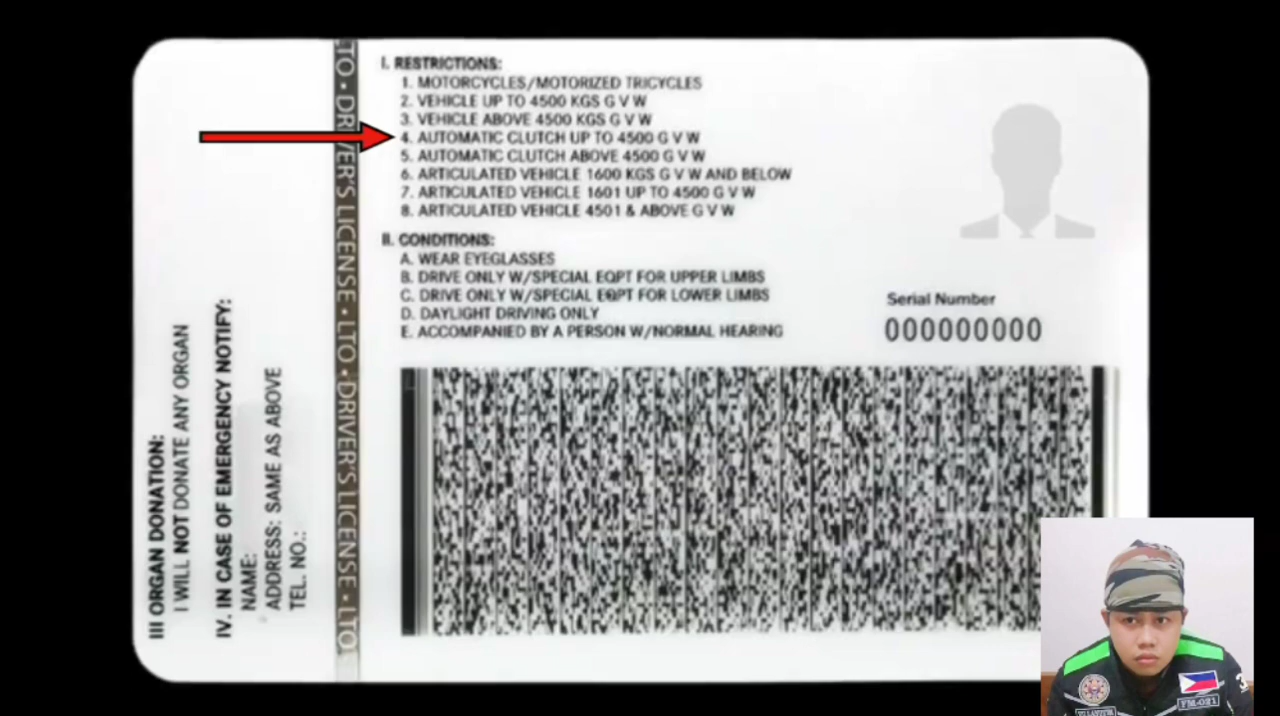 I. RESTRICTIONS:
1. MOTORCYCLES/MOTORIZED TRICYCLES
2. VEHICLE UP TO 4500 KGS G V W
3. VEHICLE ABOVE 4500 KGS G V W
4. AUTOMATIC CLUTCH UP TO 4500 G V W
5. AUTOMATIC CLUTCH ABOVE 4500 G V W
6. ARTICULATED VEHICLE 1600 KGS G V W AND BELOW
7. ARTICULATED VEHICLE 1601 UP TO 4500 G V W
8. ARTICULATED VEHICLE 4501 & ABOVE G V W
II. CONDITIONS:
A. WEAR EYEGLASSES
B. DRIVE ONLY W/SPECIAL EQPT FOR UPPER LIMBS
C. DRIVE ONLY W/SPECIAL EQPT FOR LOWER LIMBS
D. DAYLIGHT DRIVING ONLY
E. ACCOMPANIED BY A PERSON W/NORMAL HEARING
Serial Number
000000000
III ORGAN DONATION:
I WILL NOT DONATE ANY ORGAN
IV. IN CASE OF EMERGENCY NOTIFY:
NAME:
ADDRESS: SAME AS ABOVE
TEL. NO.:
LTO • DRIVER'S LICENSE • LTO • DRIVER'S LICENSE • LTO
FM-021